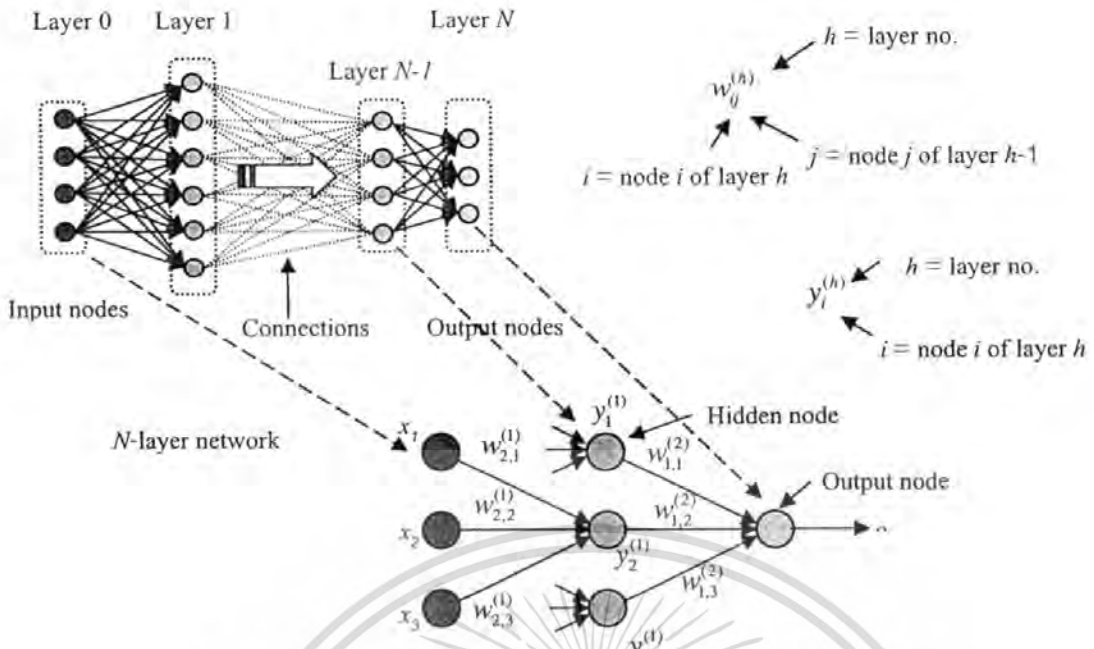 Layer 0
Layer 1
Layer N
Layer N-1
h = layer no.
w_{ij}^{(h)}
i = node i of layer h
j = node j of layer h-1
h = layer no.
y_i^{(h)}
i = node i of layer h
Input nodes
Connections
Output nodes
N-layer network
Hidden node
Output node
x_1
w_{2,1}^{(1)}
y_1^{(1)}
w_{1,1}^{(2)}
x_2
w_{2,2}^{(1)}
y_2^{(1)}
w_{1,2}^{(2)}
x_3
w_{2,3}^{(1)}
w_{1,3}^{(2)}